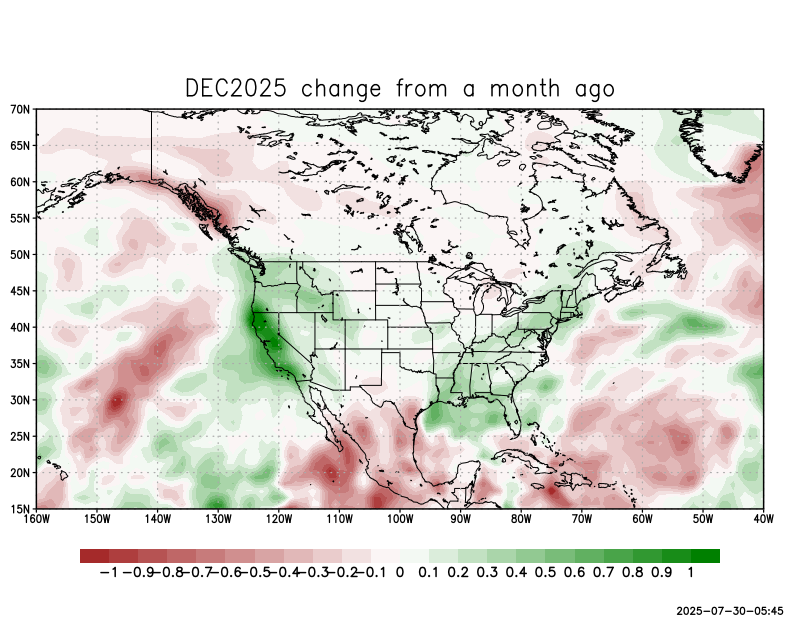 DEC2025 change from a month ago
70N
65N
60N
55N
50N
45N
40N
35N
30N
25N
20N
15N
160W 150W 140W 130W 120W 110W 100W 90W 80W 70W 60W 50W 40W
-1 -0.9 -0.8 -0.7 -0.6 -0.5 -0.4 -0.3 -0.2 -0.1 0 0.1 0.2 0.3 0.4 0.5 0.6 0.7 0.8 0.9 1
2025-07-30-05:45